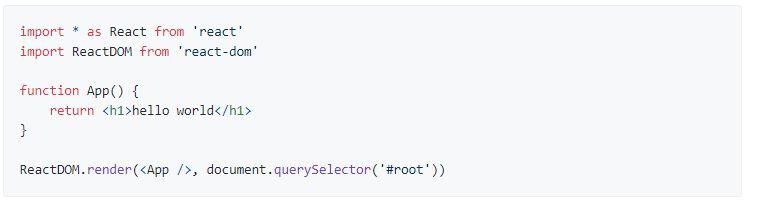 import * as React from 'react'
import ReactDOM from 'react-dom'
function App() {
    return <h1>hello world</h1>
}
ReactDOM.render(<App />, document.querySelector('#root'))